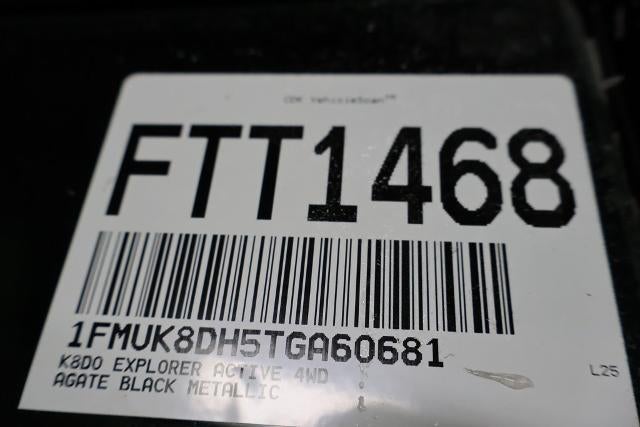 CDK VehicleScan™
FTT1468
1FMUK8DH5TGA60681
K8D0 EXPLORER ACTIVE 4WD
AGATE BLACK METALLIC
L25